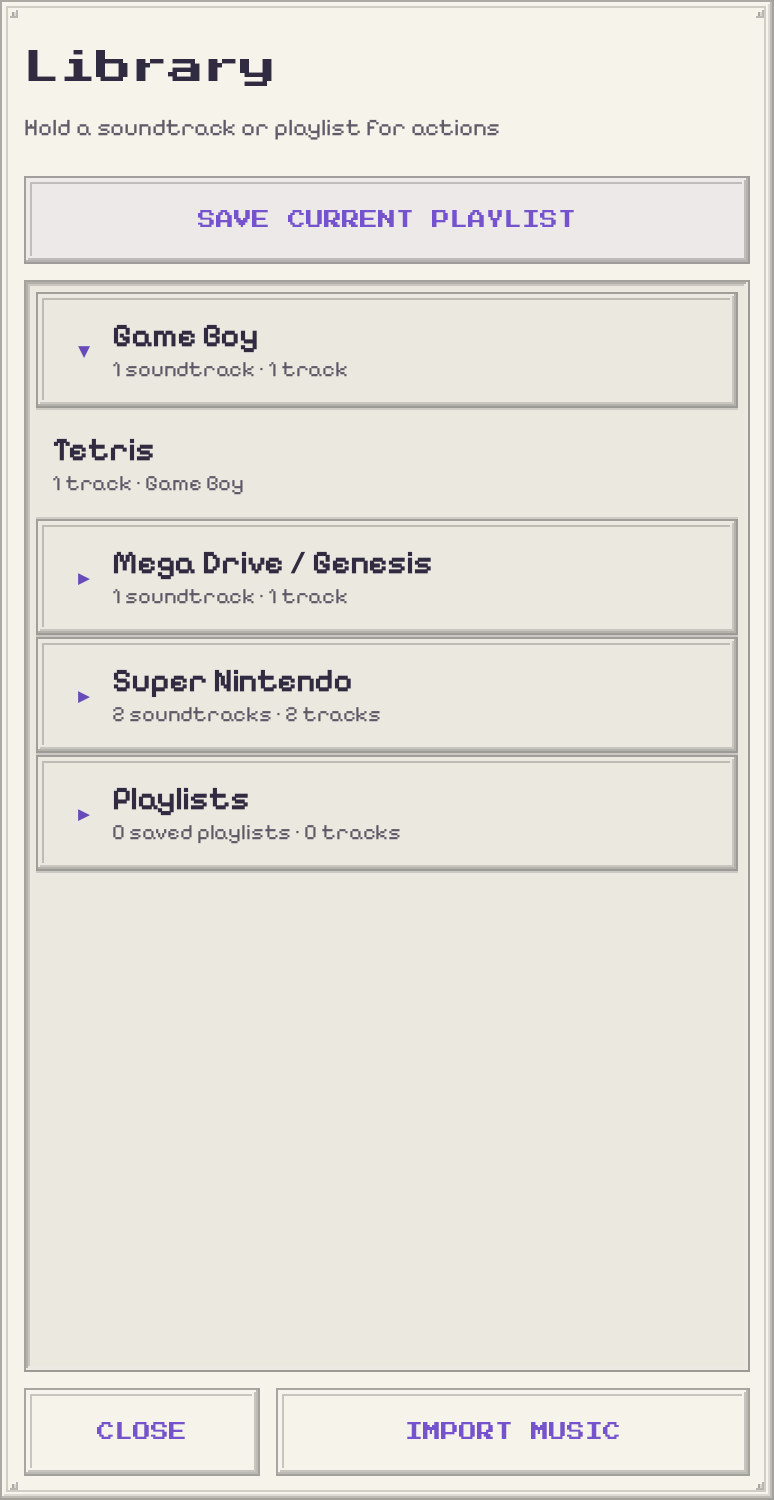 Library
Hold a soundtrack or playlist for actions
SAVE CURRENT PLAYLIST
▼ Game Boy
1 soundtrack · 1 track
Tetris
1 track · Game Boy
► Mega Drive / Genesis
1 soundtrack · 1 track
► Super Nintendo
2 soundtracks · 2 tracks
► Playlists
0 saved playlists · 0 tracks
CLOSE
IMPORT MUSIC